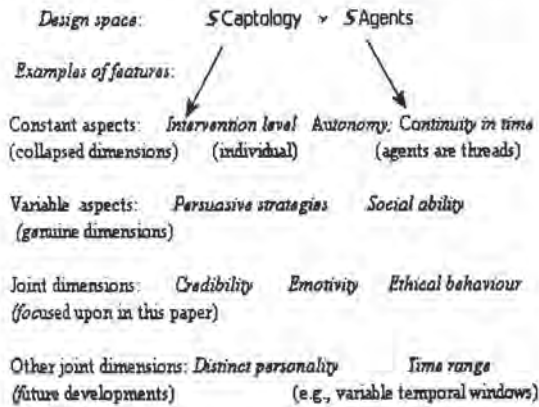 Design space: SCaptology × SAgents
Examples of features:
Constant aspects: Intervention level Autonomy; Continuity in time
(collapsed dimensions) (individual) (agents are threads)
Variable aspects: Persuasive strategies Social ability
(genuine dimensions)
Joint dimensions: Credibility Emotivity Ethical behaviour
(focused upon in this paper)
Other joint dimensions: Distinct personality Time range
(future developments) (e.g., variable temporal windows)